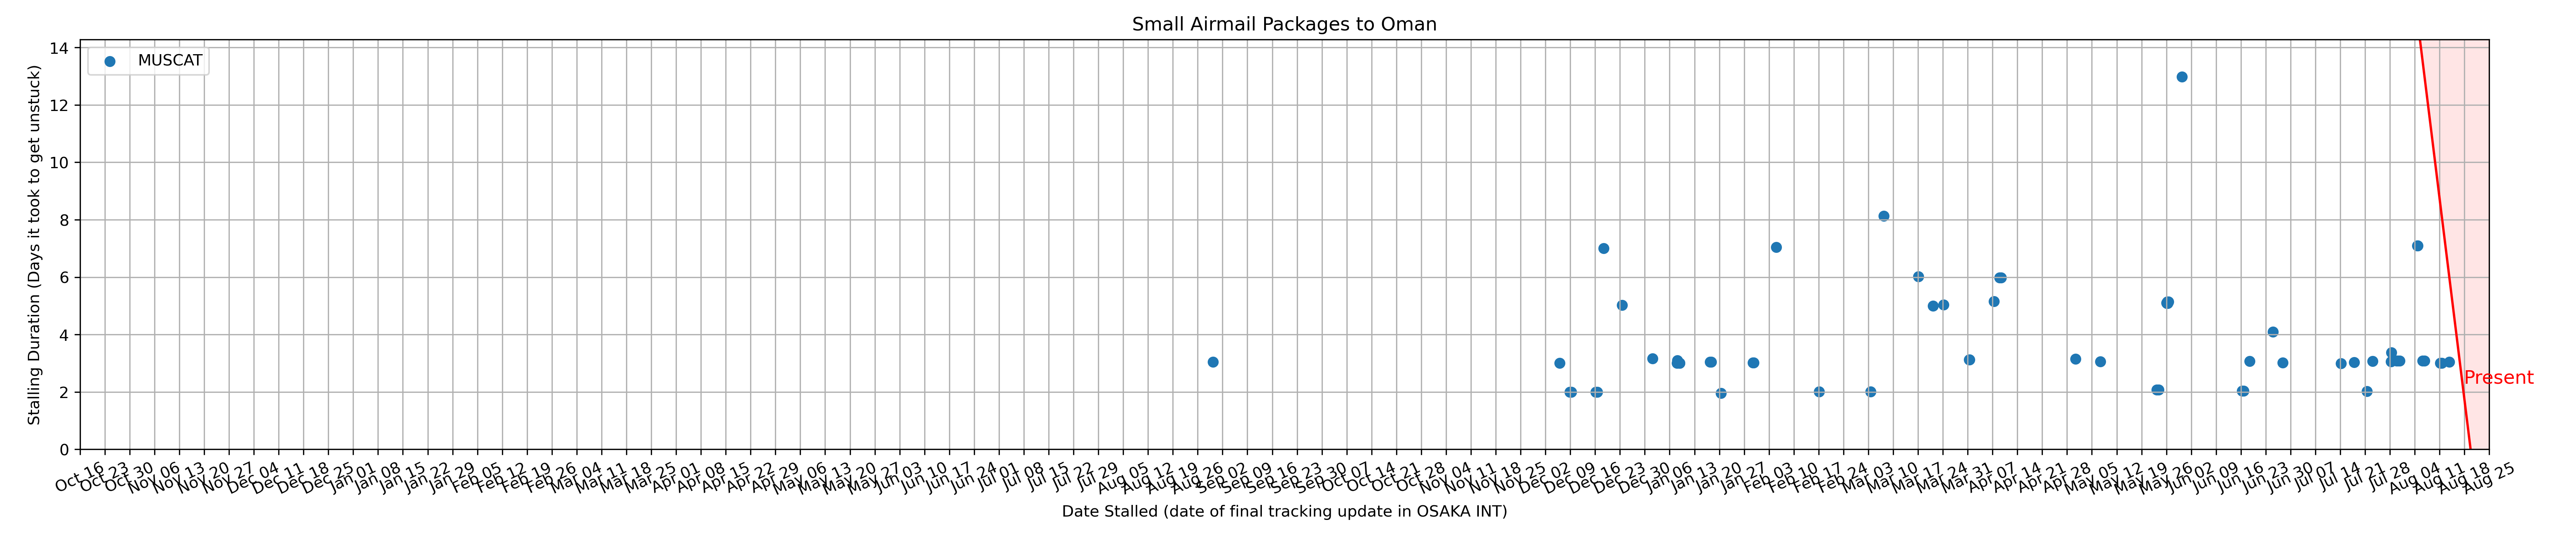 Small Airmail Packages to Oman
MUSCAT
Stalling Duration (Days it took to get unstuck)
14
12
10
8
6
4
2
0
Present
Oct 16
Oct 23
Oct 30
Nov 06
Nov 13
Nov 20
Nov 27
Dec 04
Dec 11
Dec 18
Dec 25
Jan 01
Jan 08
Jan 15
Jan 22
Jan 29
Feb 05
Feb 12
Feb 19
Feb 26
Mar 04
Mar 11
Mar 18
Mar 25
Apr 01
Apr 08
Apr 15
Apr 22
Apr 29
May 06
May 13
May 20
May 27
Jun 03
Jun 10
Jun 17
Jun 24
Jul 01
Jul 08
Jul 15
Jul 22
Jul 29
Aug 05
Aug 12
Aug 19
Aug 26
Sep 02
Sep 09
Sep 16
Sep 23
Sep 30
Oct 07
Oct 14
Oct 21
Oct 28
Nov 04
Nov 11
Nov 18
Nov 25
Dec 02
Dec 09
Dec 16
Dec 23
Dec 30
Jan 06
Jan 13
Jan 20
Jan 27
Feb 03
Feb 10
Feb 17
Feb 24
Mar 03
Mar 10
Mar 17
Mar 24
Mar 31
Apr 07
Apr 14
Apr 21
Apr 28
May 05
May 12
May 19
May 26
Jun 02
Jun 09
Jun 16
Jun 23
Jun 30
Jul 07
Jul 14
Jul 21
Jul 28
Aug 04
Aug 11
Aug 18
Aug 25
Date Stalled (date of final tracking update in OSAKA INT)